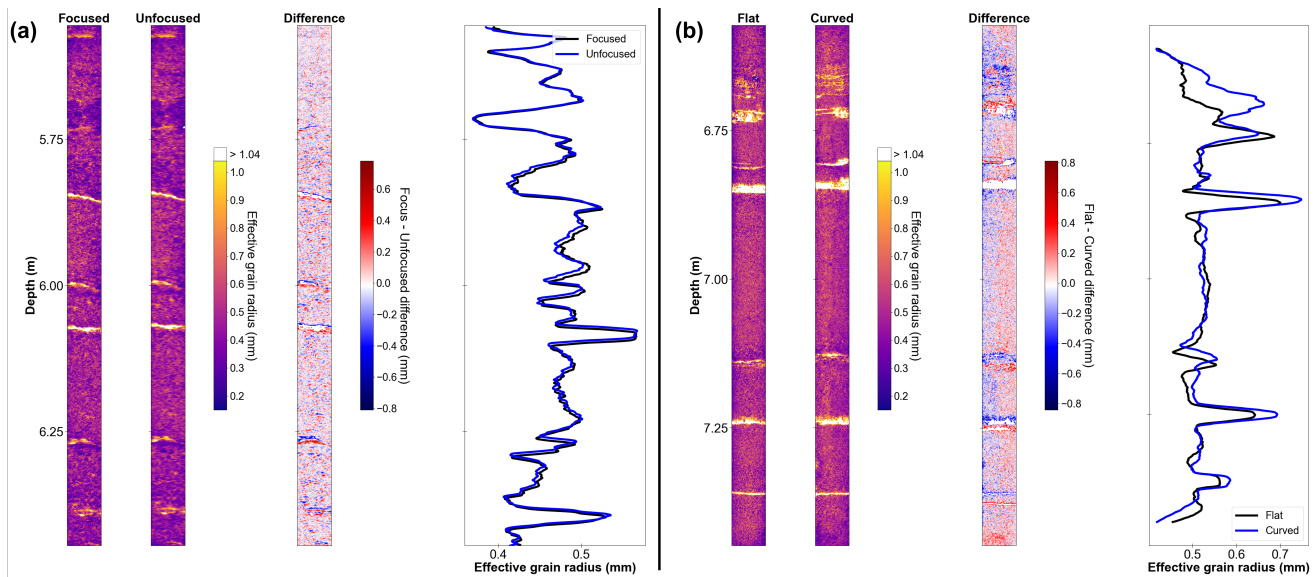 (a)
Focused
Unfocused
Difference
Focused
Unfocused
Depth (m)
5.75
6.00
6.25
> 1.04
1.0
0.9
0.8
0.7
0.6
0.5
0.4
0.3
0.2
Effective grain radius (mm)
0.6
0.4
0.2
0.0
−0.2
−0.4
−0.6
−0.8
Focus - Unfocused difference (mm)
0.4
0.5
Effective grain radius (mm)
(b)
Flat
Curved
Difference
Depth (m)
6.75
7.00
7.25
> 1.04
1.0
0.9
0.8
0.7
0.6
0.5
0.4
0.3
0.2
Effective grain radius (mm)
0.8
0.6
0.4
0.2
0.0
−0.2
−0.4
−0.6
−0.8
Flat - Curved difference (mm)
Flat
Curved
0.5
0.6
0.7
Effective grain radius (mm)